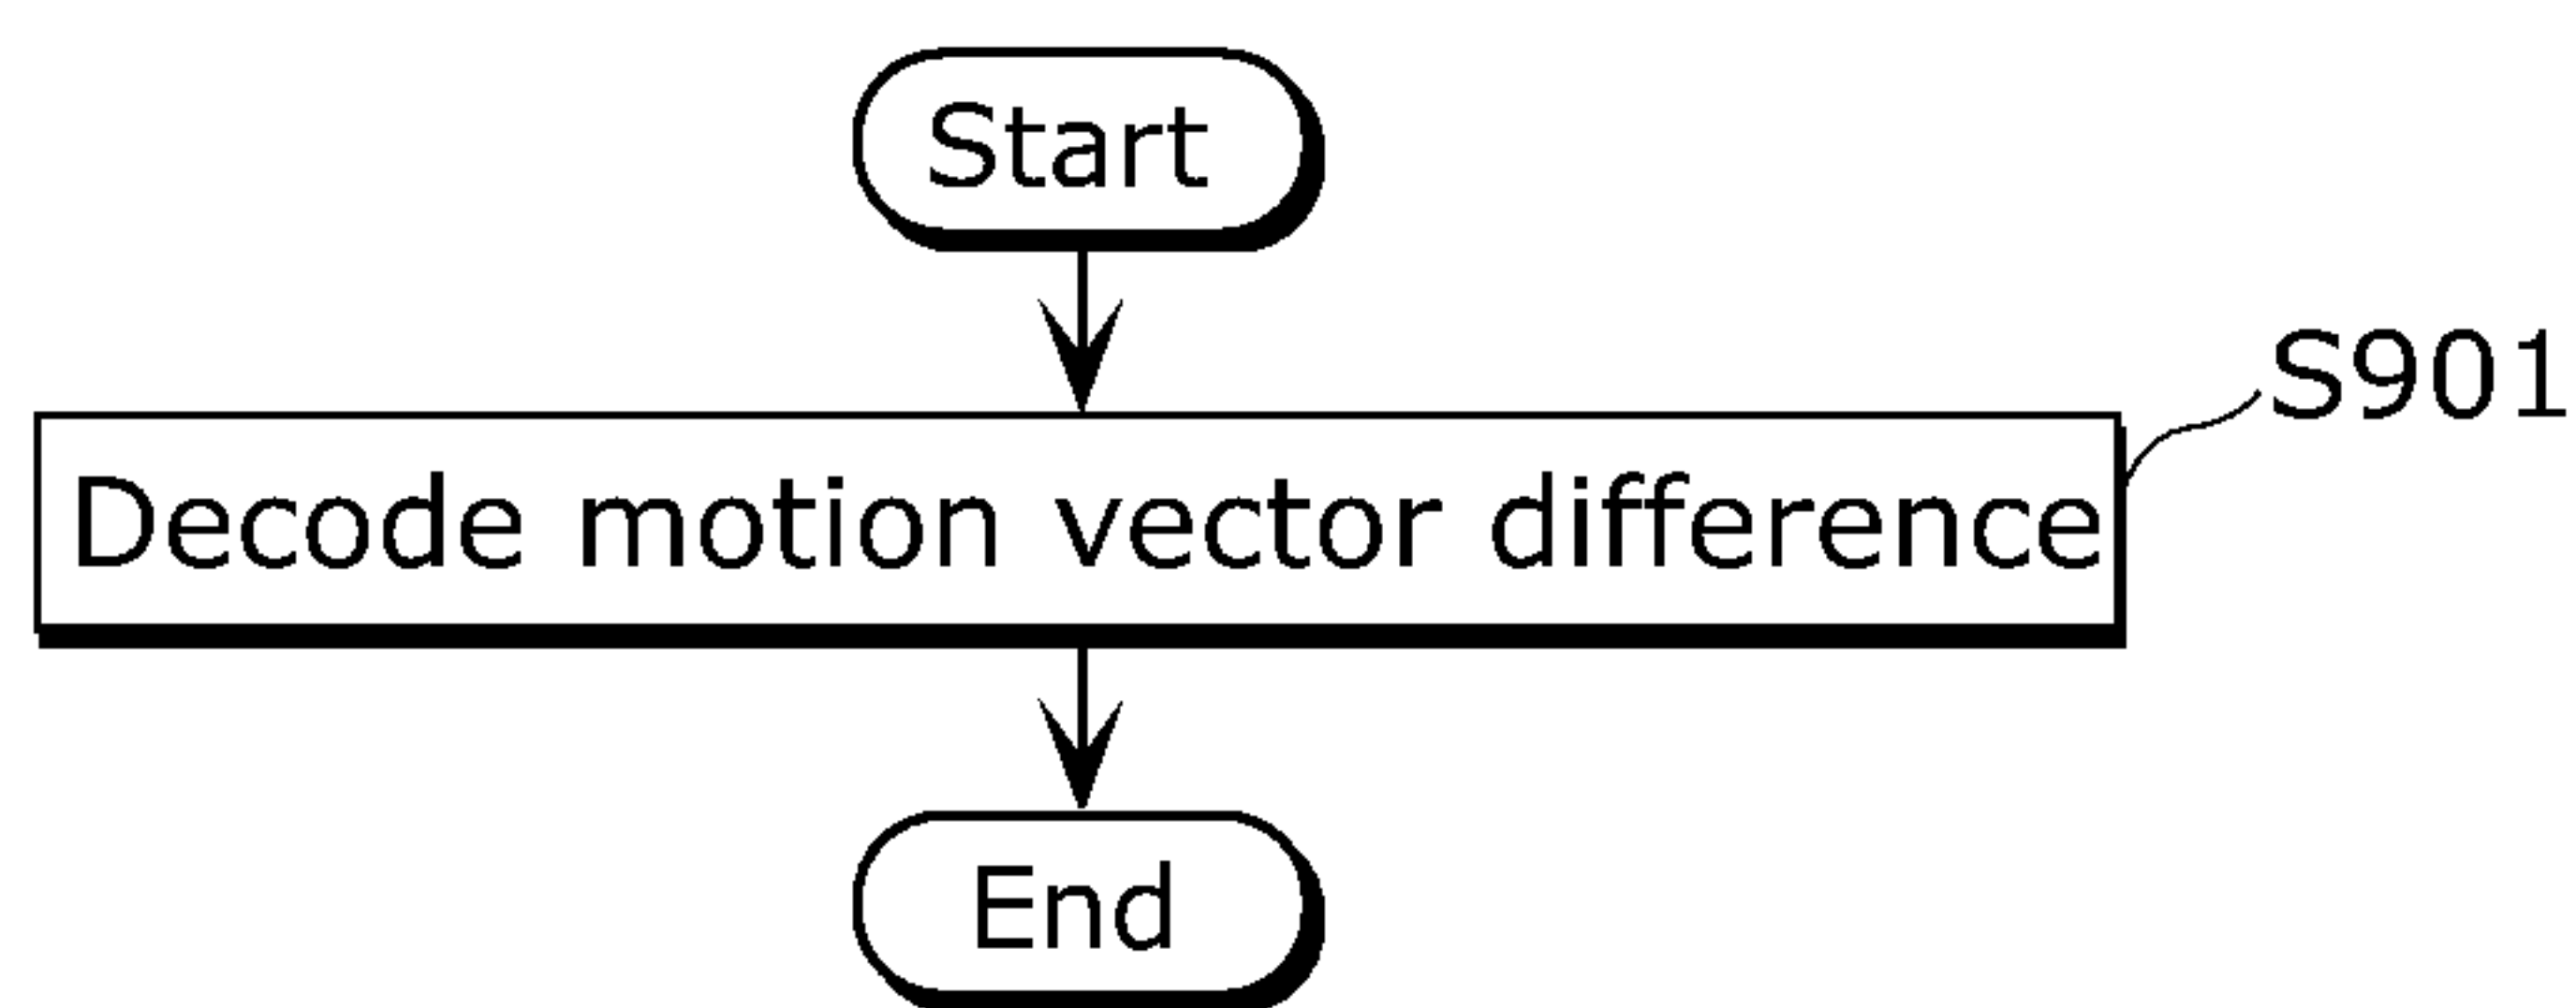 Start
S901
Decode motion vector difference
End